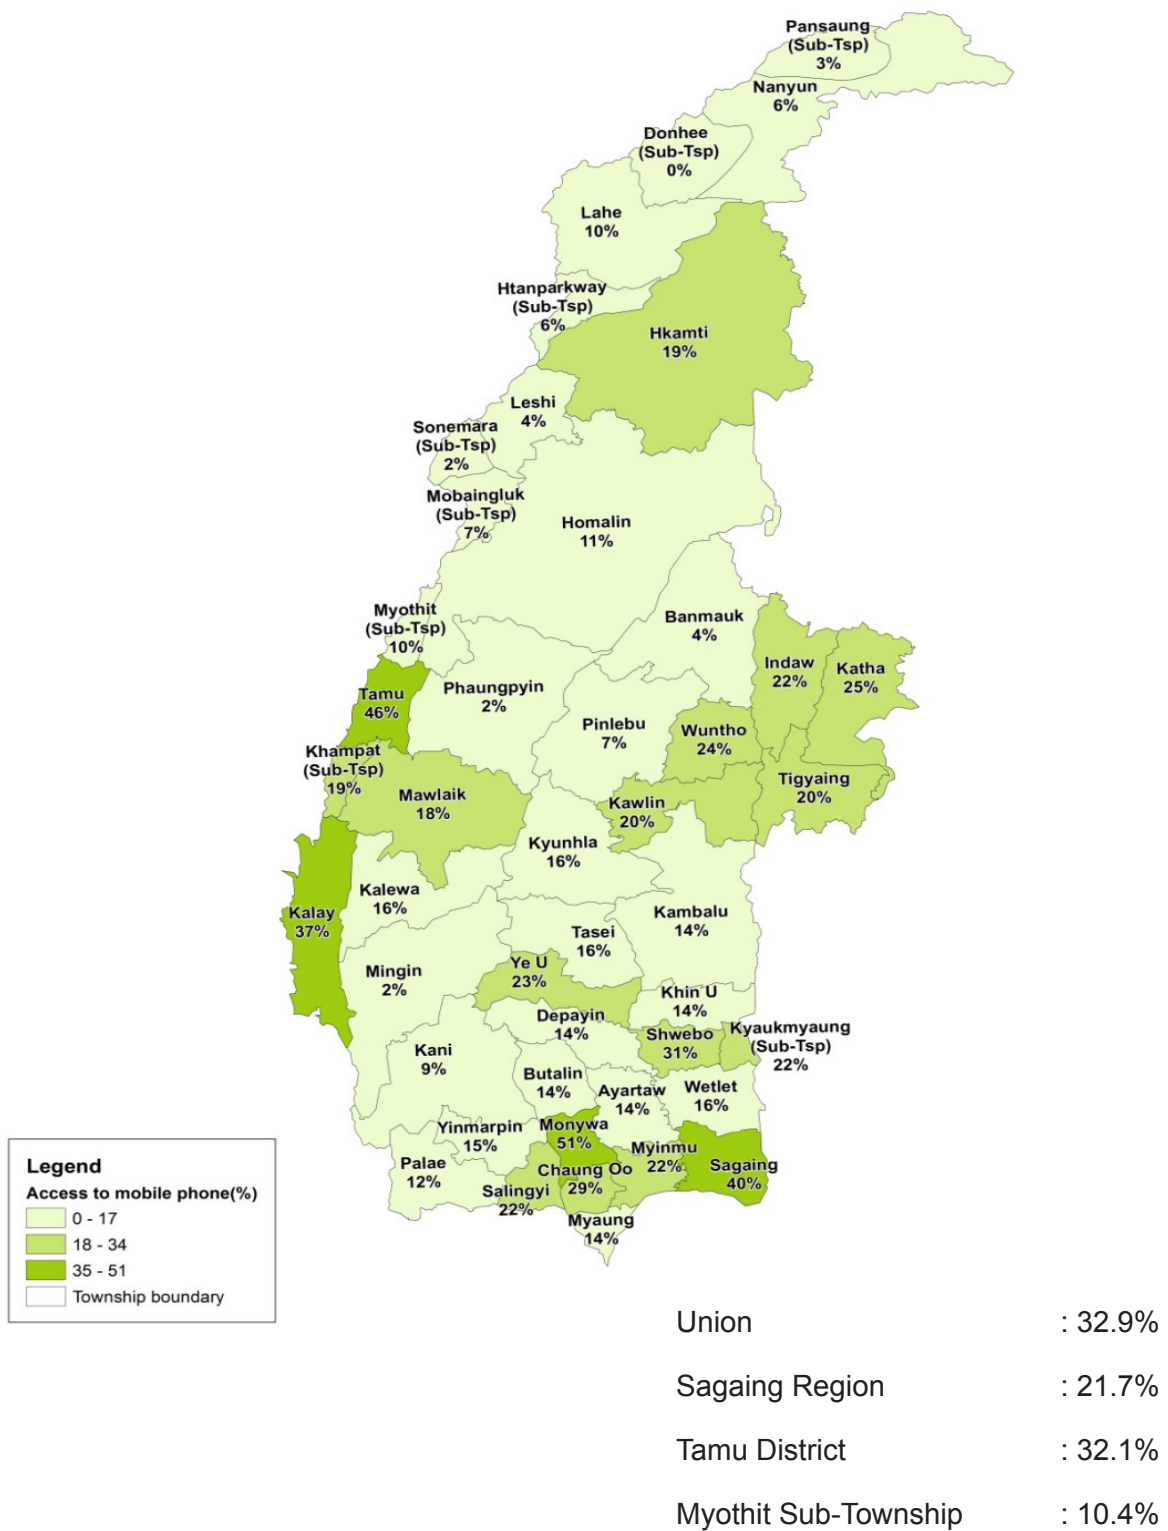 Pansaung
(Sub-Tsp)
3%
Nanyun
6%
Donhee
(Sub-Tsp)
0%
Lahe
10%
Htanparkway
(Sub-Tsp)
6%
Hkamti
19%
Leshi
4%
Sonemara
(Sub-Tsp)
2%
Mobaingluk
(Sub-Tsp)
7%
Homalin
11%
Myothit
(Sub-Tsp)
10%
Banmauk
4%
Indaw
22%
Katha
25%
Tamu
46%
Phaungpyin
2%
Pinlebu
7%
Wuntho
24%
Khampat
(Sub-Tsp)
19%
Mawlaik
18%
Kawlin
20%
Tigyaing
20%
Kyunhla
16%
Kalewa
16%
Kalay
37%
Kambalu
14%
Tasei
16%
Mingin
2%
Ye U
23%
Khin U
14%
Depayin
14%
Shwebo
31%
Kyaukmyaung
(Sub-Tsp)
22%
Kani
9%
Butalin
14%
Ayartaw
14%
Wetlet
16%
Yinmarpin
15%
Monywa
51%
Myinmu
22%
Sagaing
40%
Palae
12%
Chaung Oo
29%
Salingyi
22%
Myaung
14%
Legend
Access to mobile phone(%)
0 - 17
18 - 34
35 - 51
Township boundary
Union : 32.9%
Sagaing Region : 21.7%
Tamu District : 32.1%
Myothit Sub-Township : 10.4%